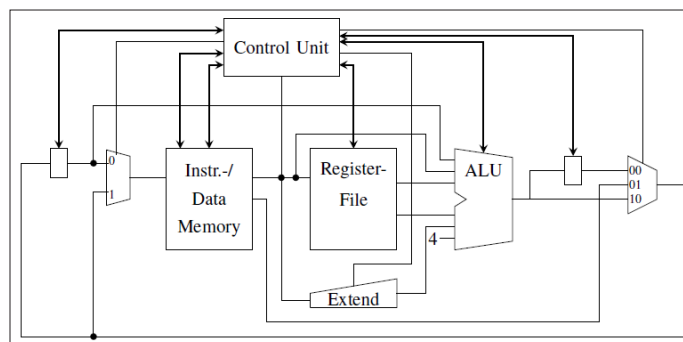 Control Unit
0
1
Instr.-/
Data
Memory
Register-
File
ALU
4
Extend
00
01
10